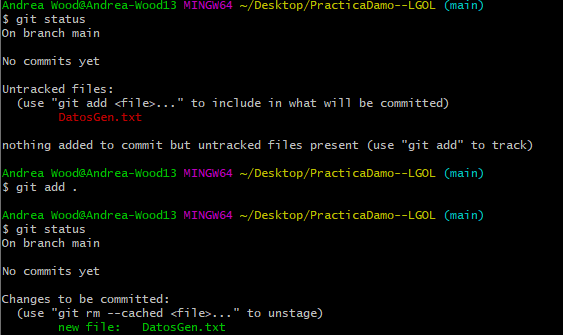 Andrea Wood@Andrea-Wood13 MINGW64 ~/Desktop/PracticaDamo--LGOL (main)
$ git status
On branch main
No commits yet
Untracked files:
  (use "git add <file>..." to include in what will be committed)
        DatosGen.txt
nothing added to commit but untracked files present (use "git add" to track)
Andrea Wood@Andrea-Wood13 MINGW64 ~/Desktop/PracticaDamo--LGOL (main)
$ git add .
Andrea Wood@Andrea-Wood13 MINGW64 ~/Desktop/PracticaDamo--LGOL (main)
$ git status
On branch main
No commits yet
Changes to be committed:
  (use "git rm --cached <file>..." to unstage)
        new file:   DatosGen.txt